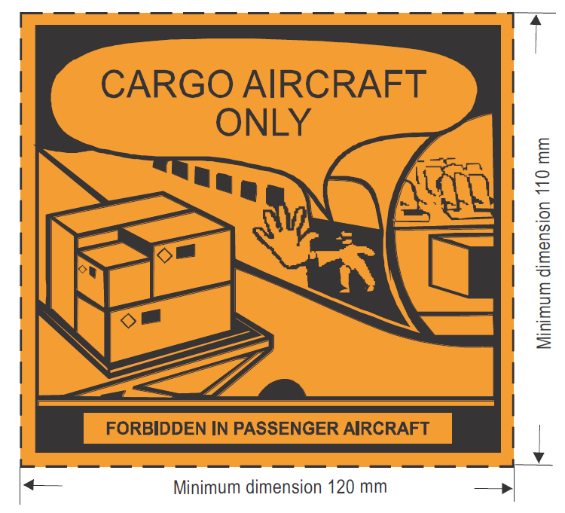 CARGO AIRCRAFT
ONLY
FORBIDDEN IN PASSENGER AIRCRAFT
Minimum dimension 120 mm
Minimum dimension 110 mm